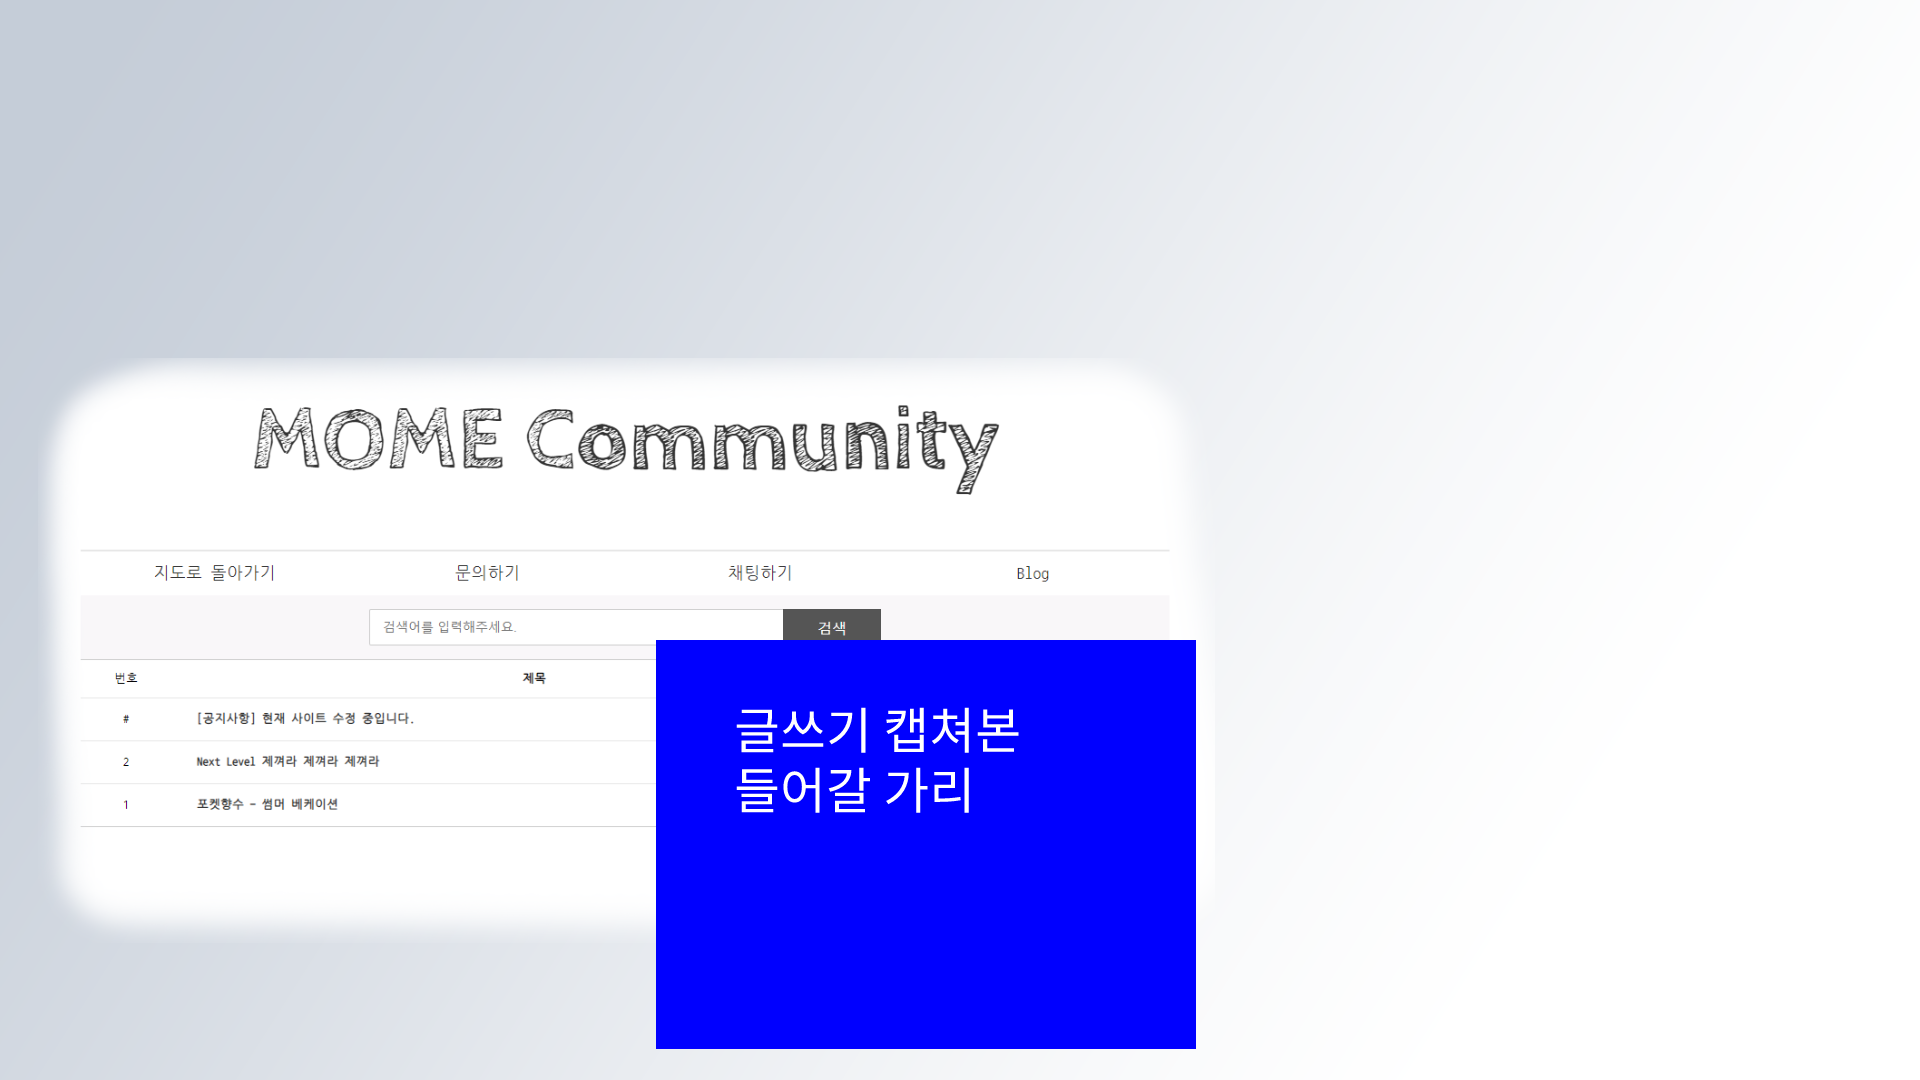 MOME Community
지도로 돌아가기 문의하기 채팅하기 Blog
검색어를 입력해주세요. 검색
번호 제목
# [공지사항] 현재 사이트 수정 중입니다.
2 Next Level 제껴라 제껴라 제껴라
1 포켓향수 - 썸머 베케이션
글쓰기 캡쳐본
들어갈 가리